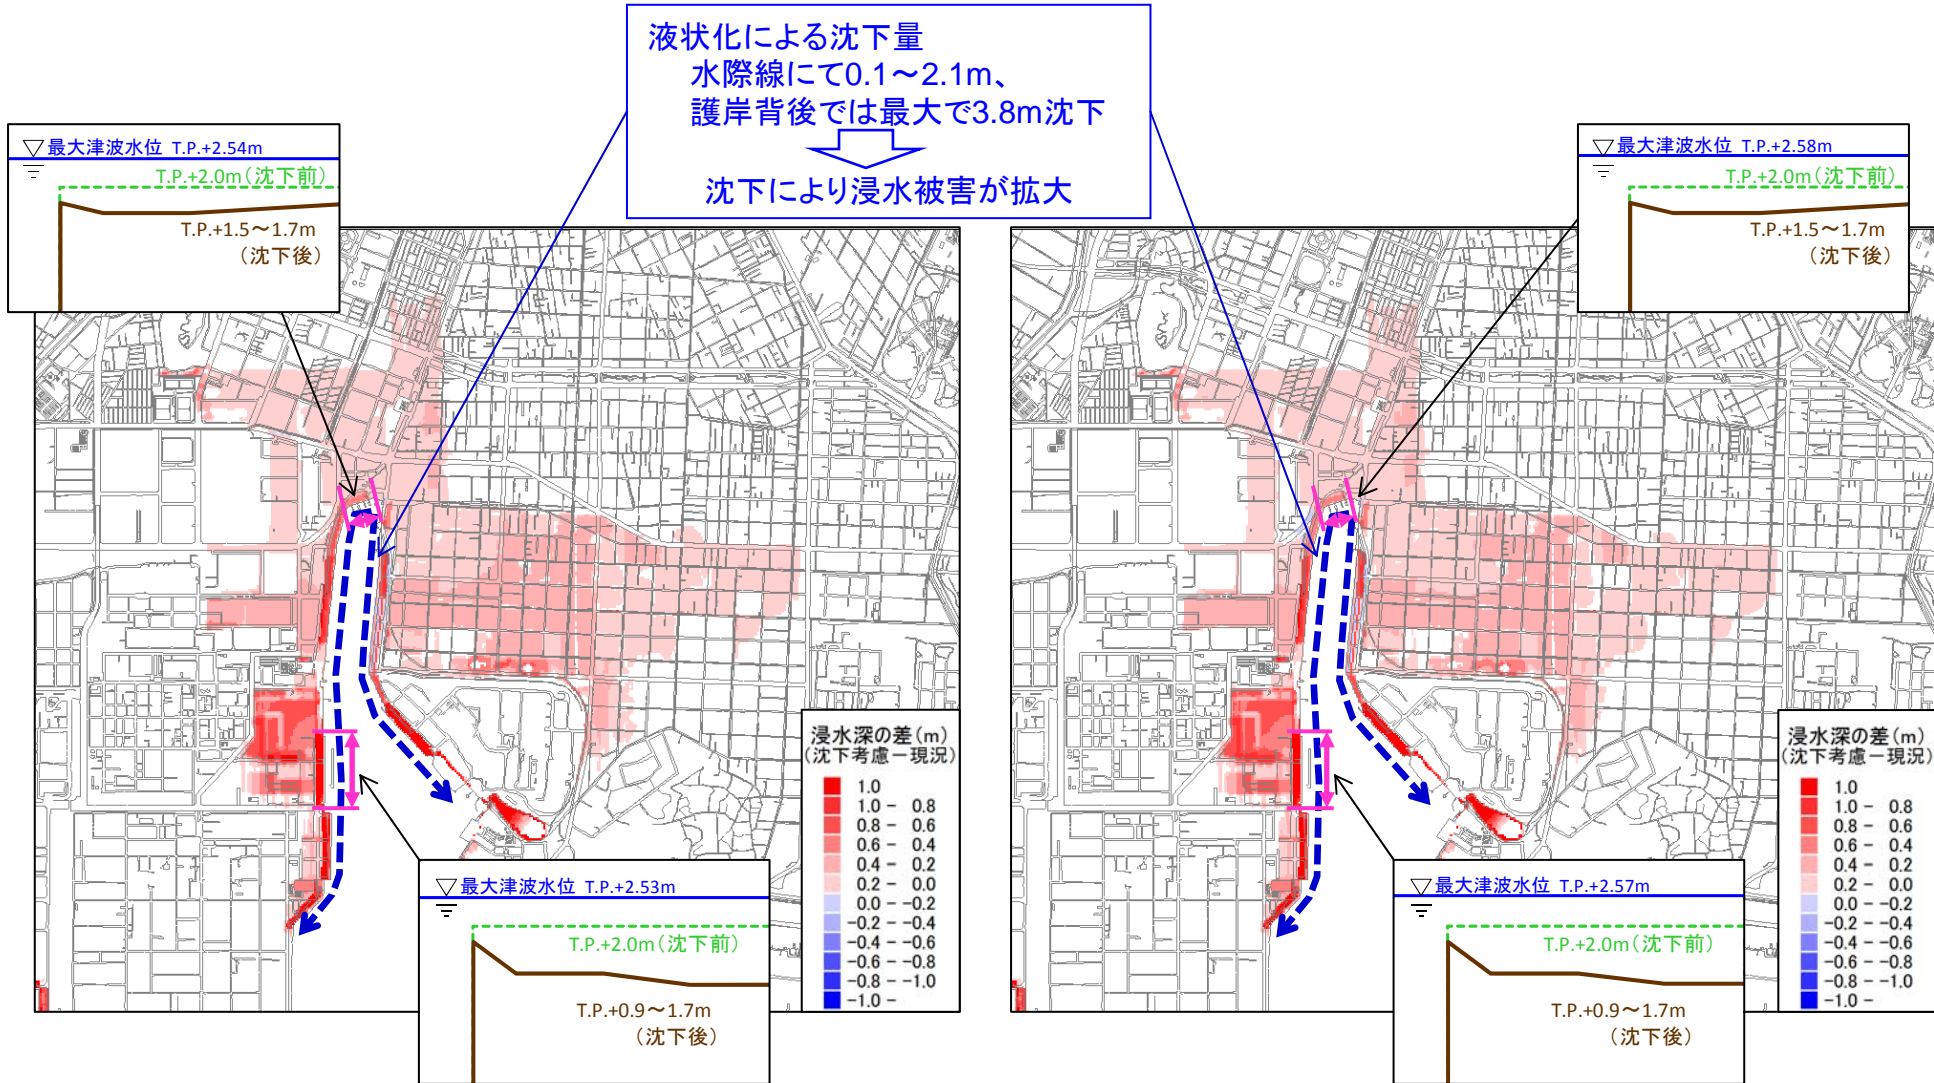 液状化による沈下量
水際線にて0.1～2.1m、
護岸背後では最大で3.8m沈下
沈下により浸水被害が拡大
最大津波水位 T.P.+2.54m
T.P.+2.0m(沈下前)
T.P.+1.5～1.7m
(沈下後)
最大津波水位 T.P.+2.58m
T.P.+2.0m(沈下前)
T.P.+1.5～1.7m
(沈下後)
浸水深の差(m)
(沈下考慮－現況)
1.0
1.0 - 0.8
0.8 - 0.6
0.6 - 0.4
0.4 - 0.2
0.2 - 0.0
0.0 --0.2
-0.2 --0.4
-0.4 --0.6
-0.6 --0.8
-0.8 --1.0
-1.0 -
最大津波水位 T.P.+2.53m
T.P.+2.0m(沈下前)
T.P.+0.9～1.7m
(沈下後)
浸水深の差(m)
(沈下考慮－現況)
1.0
1.0 - 0.8
0.8 - 0.6
0.6 - 0.4
0.4 - 0.2
0.2 - 0.0
0.0 --0.2
-0.2 --0.4
-0.4 --0.6
-0.6 --0.8
-0.8 --1.0
-1.0 -
最大津波水位 T.P.+2.57m
T.P.+2.0m(沈下前)
T.P.+0.9～1.7m
(沈下後)